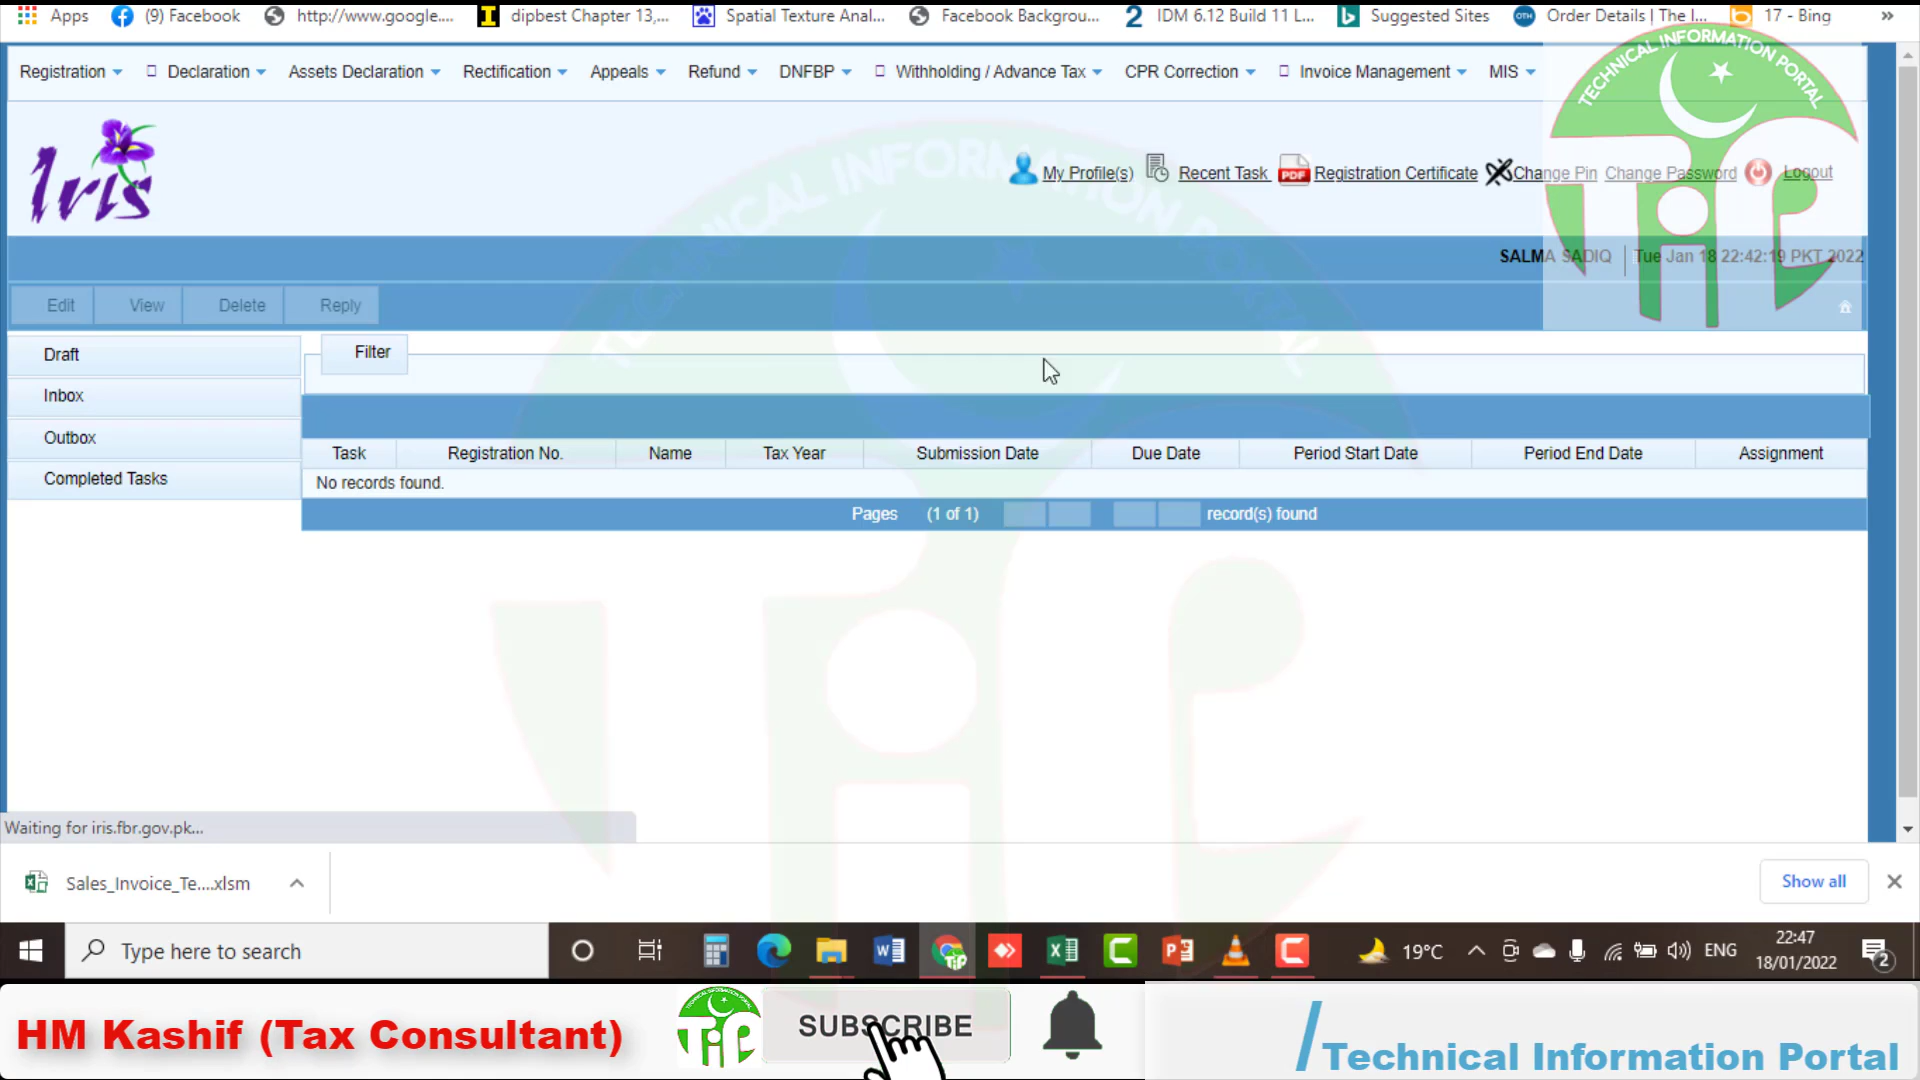 Apps (9) Facebook http://www.google.... dipbest Chapter 13,... Spatial Texture Anal... Facebook Backgrou... IDM 6.12 Build 11 L... Suggested Sites Order Details | The I... 17 - Bing »
Registration Declaration Assets Declaration Rectification Appeals Refund DNFBP Withholding / Advance Tax CPR Correction Invoice Management MIS
TECHNICAL INFORMATION PORTAL
Iris
My Profile(s) Recent Task PDF Registration Certificate Change Pin Change Password Logout
TECHNICAL INFORMATION PORTAL
SALMA SADIQ Tue Jan 18 22:42:19 PKT 2022
Edit View Delete Reply
Draft
Inbox
Outbox
Completed Tasks
Filter
Task Registration No. Name Tax Year Submission Date Due Date Period Start Date Period End Date Assignment
No records found.
Pages (1 of 1) record(s) found
Waiting for iris.fbr.gov.pk...
Sales_Invoice_Te....xlsm Show all
Type here to search 19°C ENG 22:47
18/01/2022 2
HM Kashif (Tax Consultant) TiP SUBSCRIBE /Technical Information Portal